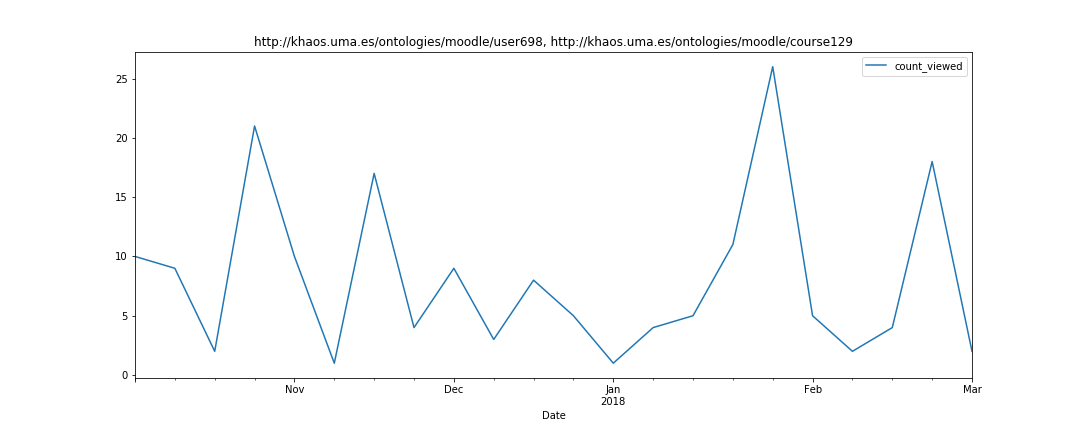 http://khaos.uma.es/ontologies/moodle/user698, http://khaos.uma.es/ontologies/moodle/course129
count_viewed
25
20
15
10
5
0
Nov
Dec
Jan
2018
Feb
Mar
Date